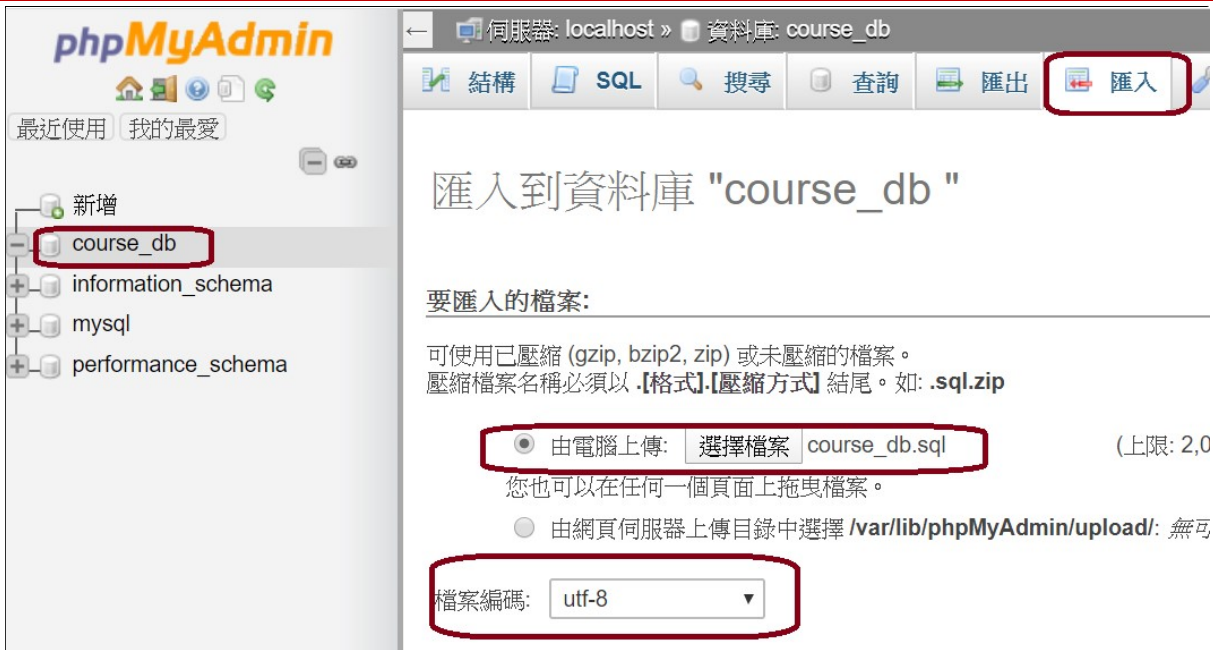 phpMyAdmin
最近使用 我的最愛
新增
course_db
information_schema
mysql
performance_schema
伺服器: localhost » 資料庫: course_db
結構 SQL 搜尋 查詢 匯出 匯入
匯入到資料庫 "course_db "
要匯入的檔案:
可使用已壓縮 (gzip, bzip2, zip) 或未壓縮的檔案。
壓縮檔案名稱必須以 .[格式].[壓縮方式] 結尾。如: .sql.zip
由電腦上傳: 選擇檔案 course_db.sql (上限: 2,0
您也可以在任何一個頁面上拖曳檔案。
由網頁伺服器上傳目錄中選擇 /var/lib/phpMyAdmin/upload/: 無可
檔案編碼: utf-8